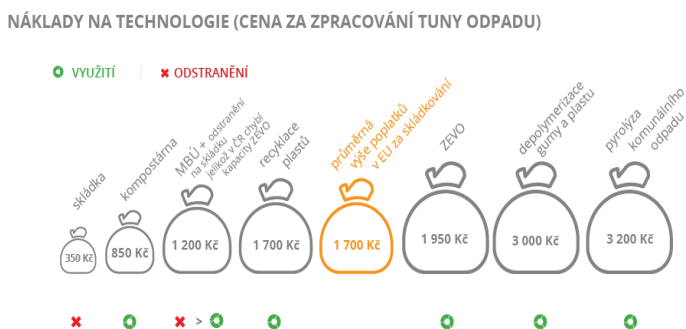 NÁKLADY NA TECHNOLOGIE (CENA ZA ZPRACOVÁNÍ TUNY ODPADU)
VYUŽITÍ
ODSTRANĚNÍ
skládka
kompostárna
MBÚ + odstranění
na skládku
jelikož v ČR chybí
kapacity ZEVO
recyklace
plastů
průměrná
výše poplatků
v EU za skládkování
ZEVO
depolymerizace
gumy a plastu
pyrolýza
komunálního
odpadu
350 Kč
850 Kč
1 200 Kč
1 700 Kč
1 700 Kč
1 950 Kč
3 000 Kč
3 200 Kč
>